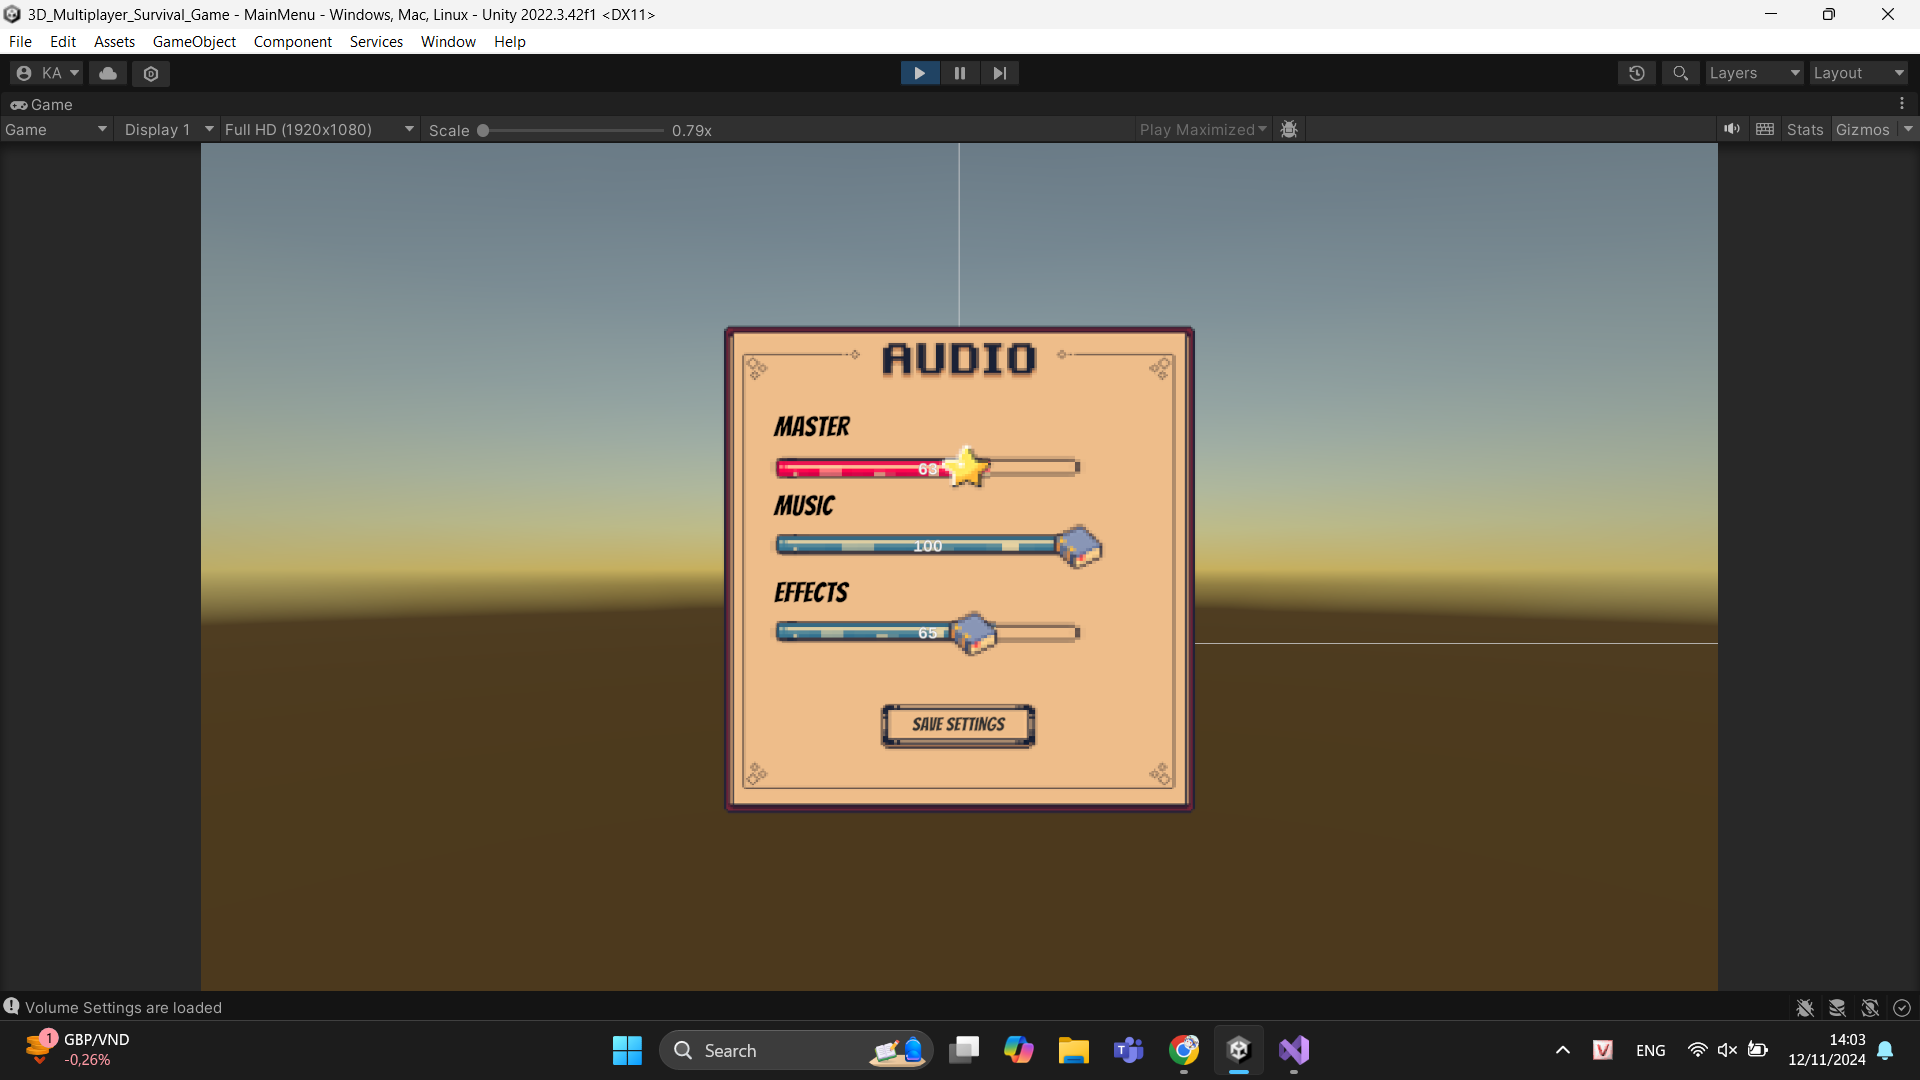 3D_Multiplayer_Survival_Game - MainMenu - Windows, Mac, Linux - Unity 2022.3.42f1 <DX11>
File Edit Assets GameObject Component Services Window Help
KA Layers Layout
Game
Game Display 1 Full HD (1920x1080) Scale 0.79x Play Maximized Stats Gizmos
AUDIO
MASTER
63
MUSIC
100
EFFECTS
65
SAVE SETTINGS
Volume Settings are loaded
1 GBP/VND
-0,26%
Search
ENG
14:03
12/11/2024